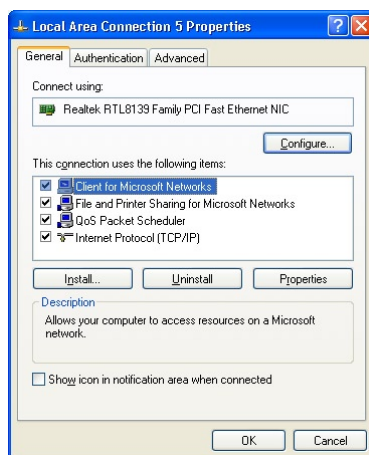 Local Area Connection 5 Properties
General Authentication Advanced
Connect using:
Realtek RTL8139 Family PCI Fast Ethernet NIC
Configure...
This connection uses the following items:
Client for Microsoft Networks
File and Printer Sharing for Microsoft Networks
QoS Packet Scheduler
Internet Protocol (TCP/IP)
Install... Uninstall Properties
Description
Allows your computer to access resources on a Microsoft
network.
Show icon in notification area when connected
OK Cancel